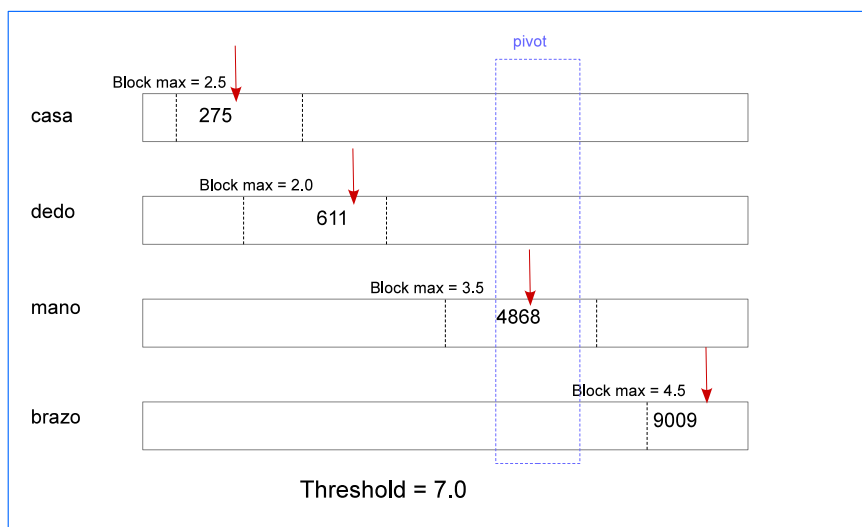 pivot
Block max = 2.5
casa
275
Block max = 2.0
dedo
611
Block max = 3.5
mano
4868
Block max = 4.5
brazo
9009
Threshold = 7.0